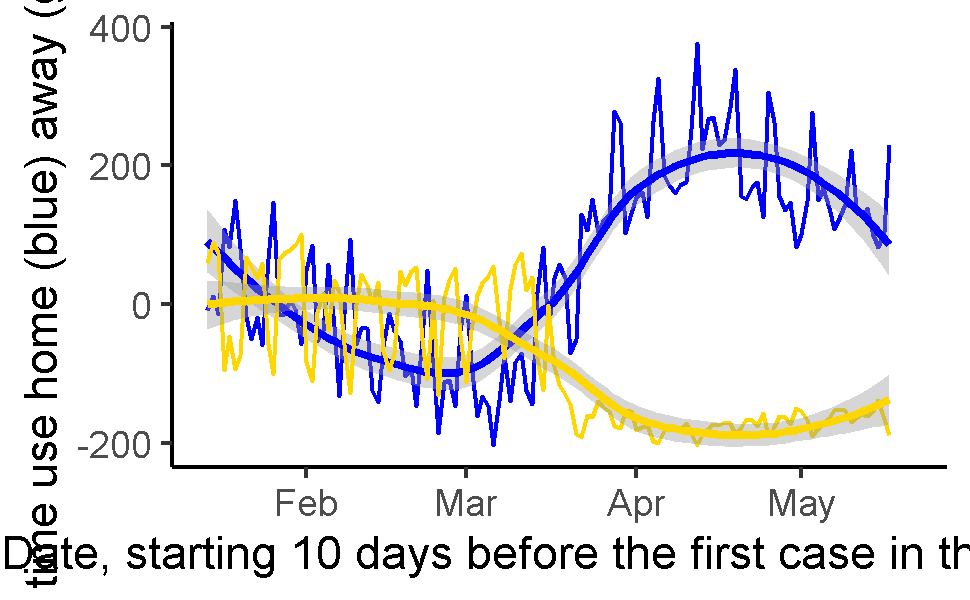 time use home (blue) away (
400
200
0
-200
Feb Mar Apr May
Date, starting 10 days before the first case in th